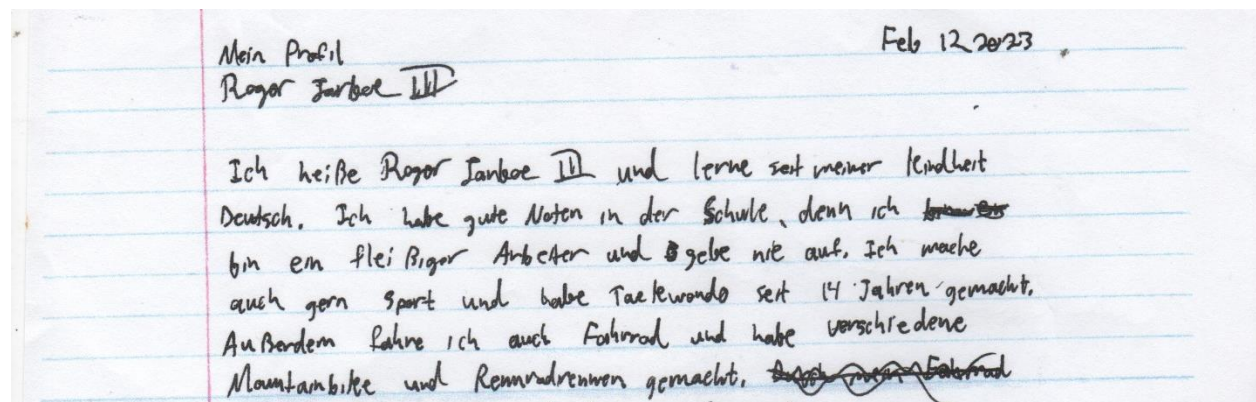 Mein Profil
Feb 12 2023
Roger Jarboe III
Ich heiße Roger Jarboe III und lerne seit meiner Kindheit
Deutsch. Ich habe gute Noten in der Schule, denn ich
bin ein fleißiger Arbeiter und gebe nie auf. Ich mache
auch gern Sport und habe Taekwondo seit 14 Jahren gemacht.
Außerdem fahre ich auch Fahrrad und habe verschiedene
Mountainbike und Rennradrennen gemacht.